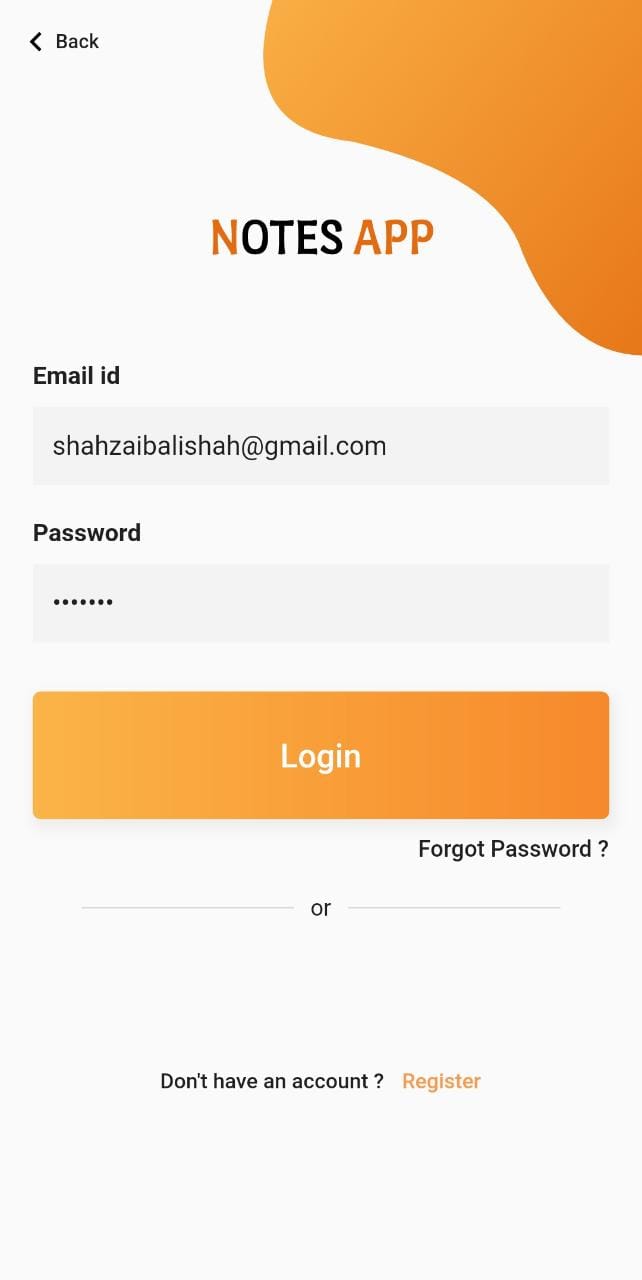 Back
NOTES APP
Email id
shahzaibalishah@gmail.com
Password
•••••••
Login
Forgot Password ?
or
Don't have an account ? Register